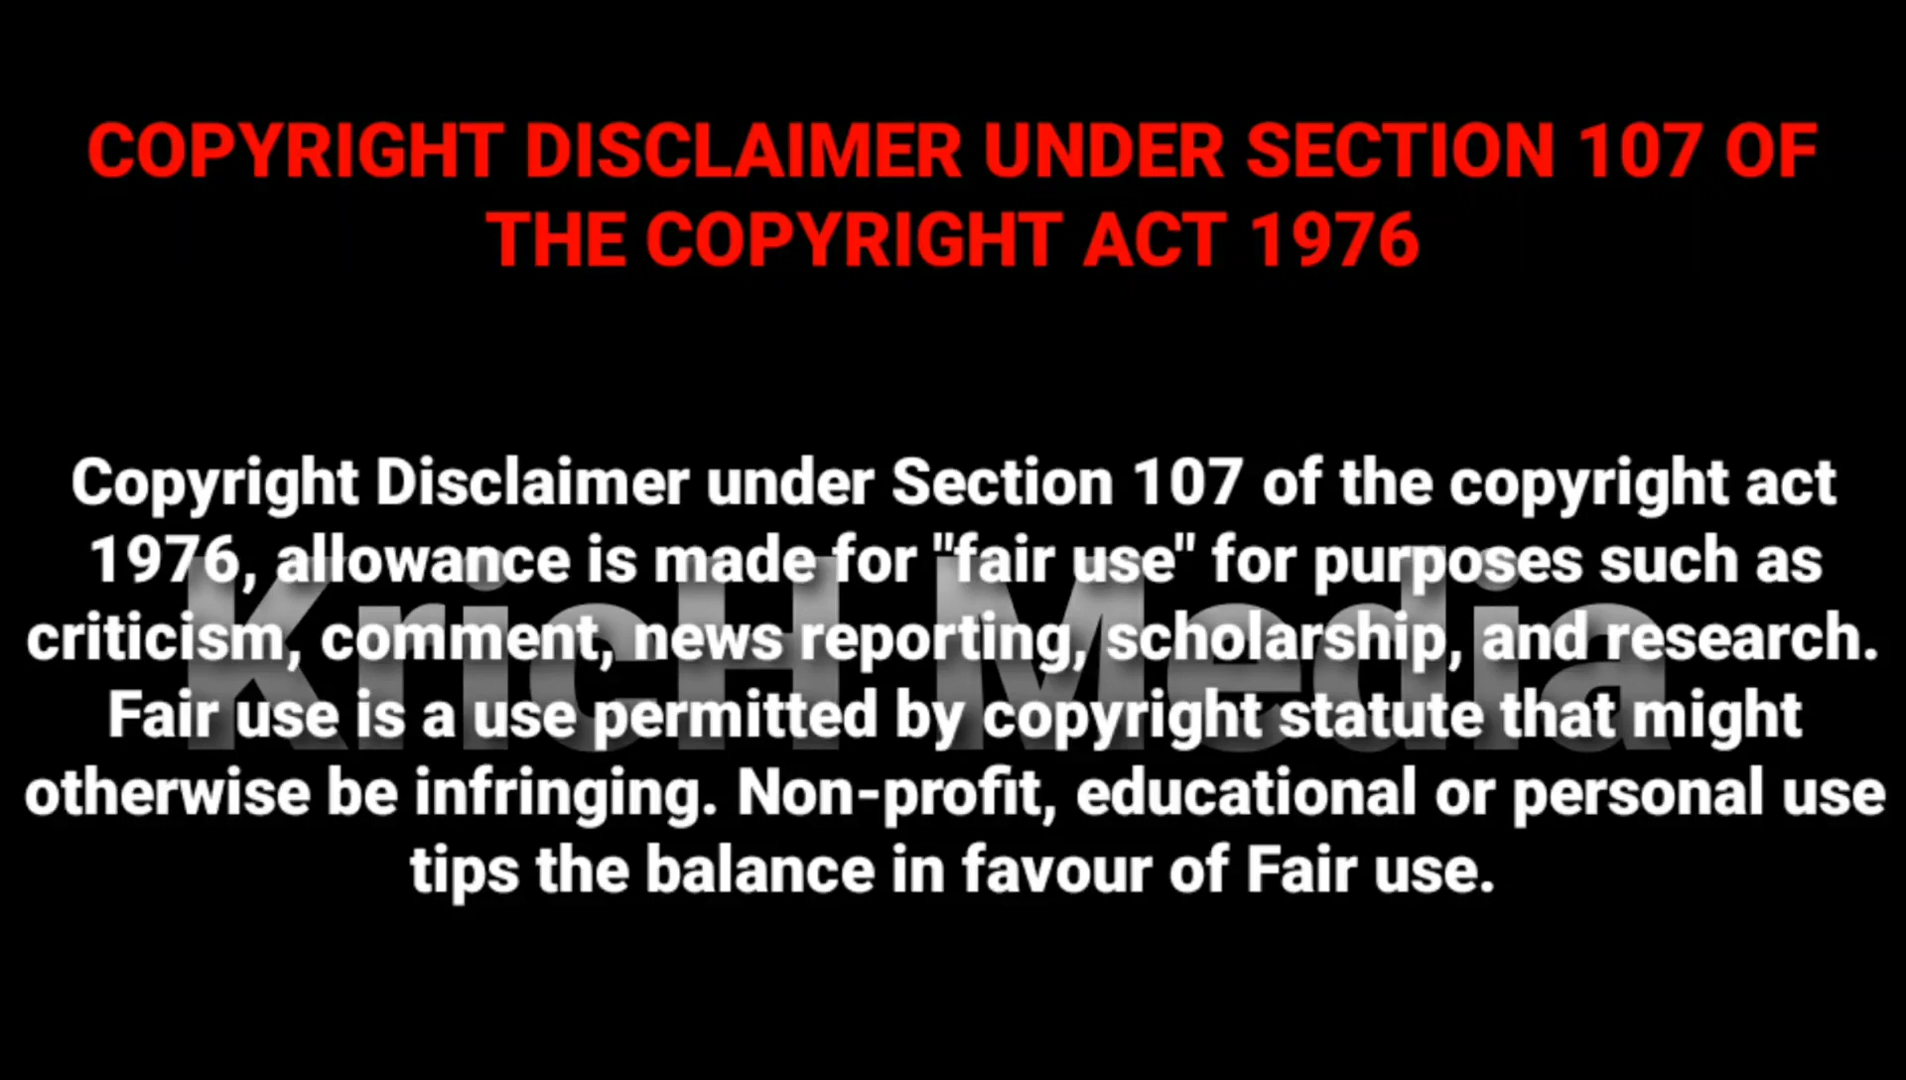 COPYRIGHT DISCLAIMER UNDER SECTION 107 OF
THE COPYRIGHT ACT 1976
Copyright Disclaimer under Section 107 of the copyright act
1976, allowance is made for "fair use" for purposes such as
criticism, comment, news reporting, scholarship, and research.
Fair use is a use permitted by copyright statute that might
otherwise be infringing. Non-profit, educational or personal use
tips the balance in favour of Fair use.
KricH Media